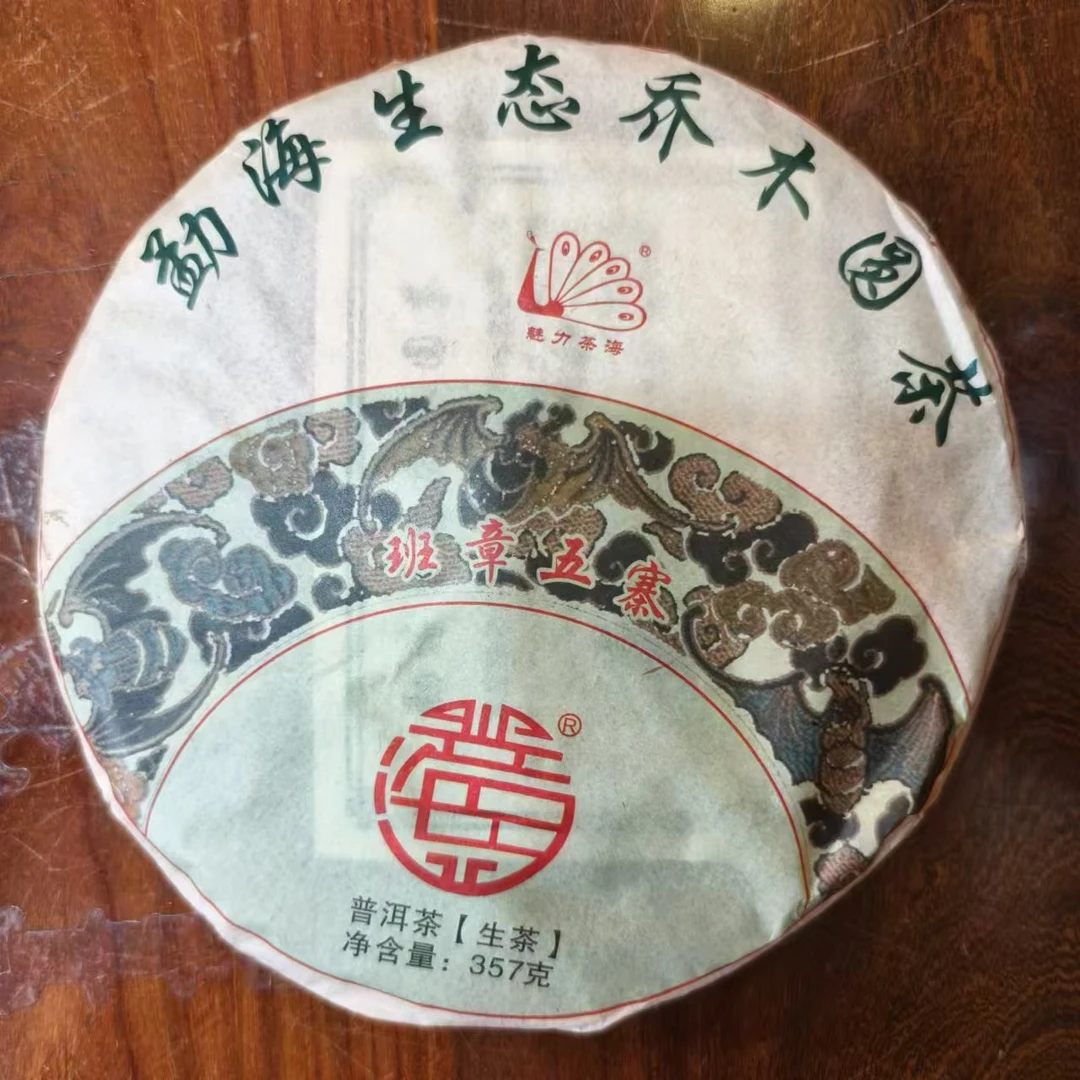 勐海生态乔木圆茶
®
魅力茶海
班章五寨
®
普洱茶【生茶】
净含量：357克